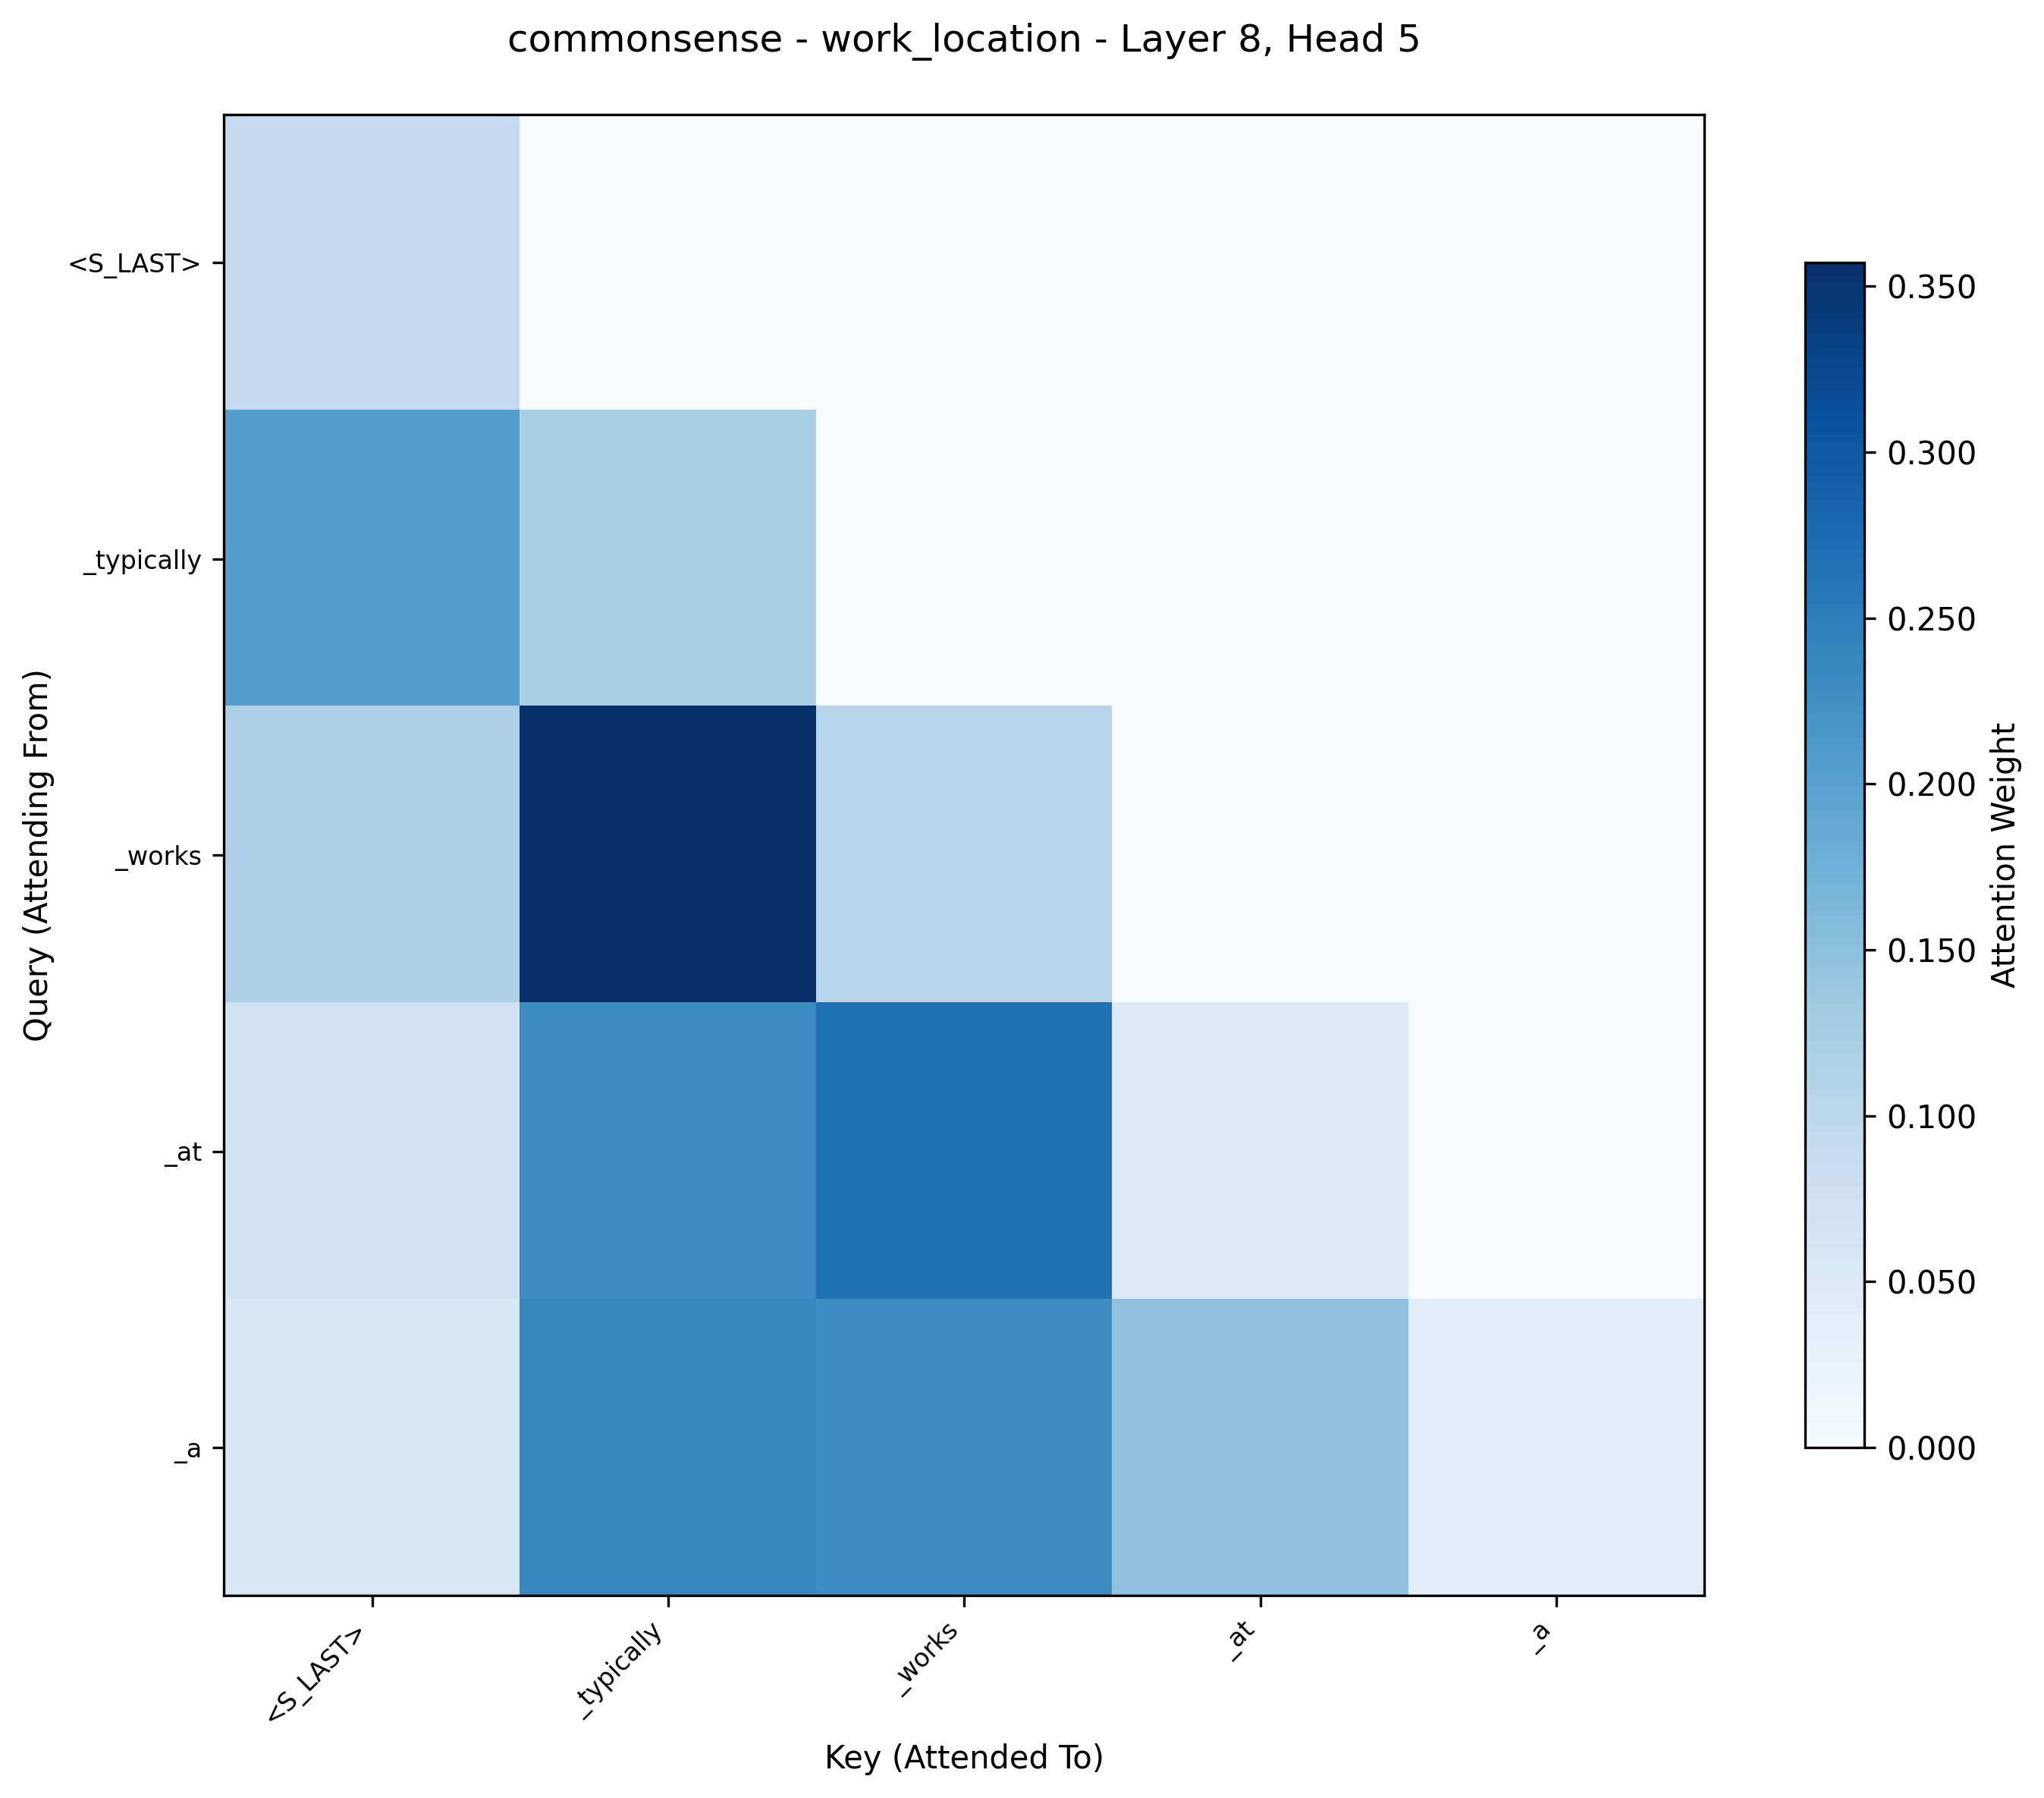 commonsense - work_location - Layer 8, Head 5
Query (Attending From)
<S_LAST>
_typically
_works
_at
_a
<S_LAST>
_typically
_works
_at
_a
Key (Attended To)
0.350
0.300
0.250
0.200
0.150
0.100
0.050
0.000
Attention Weight